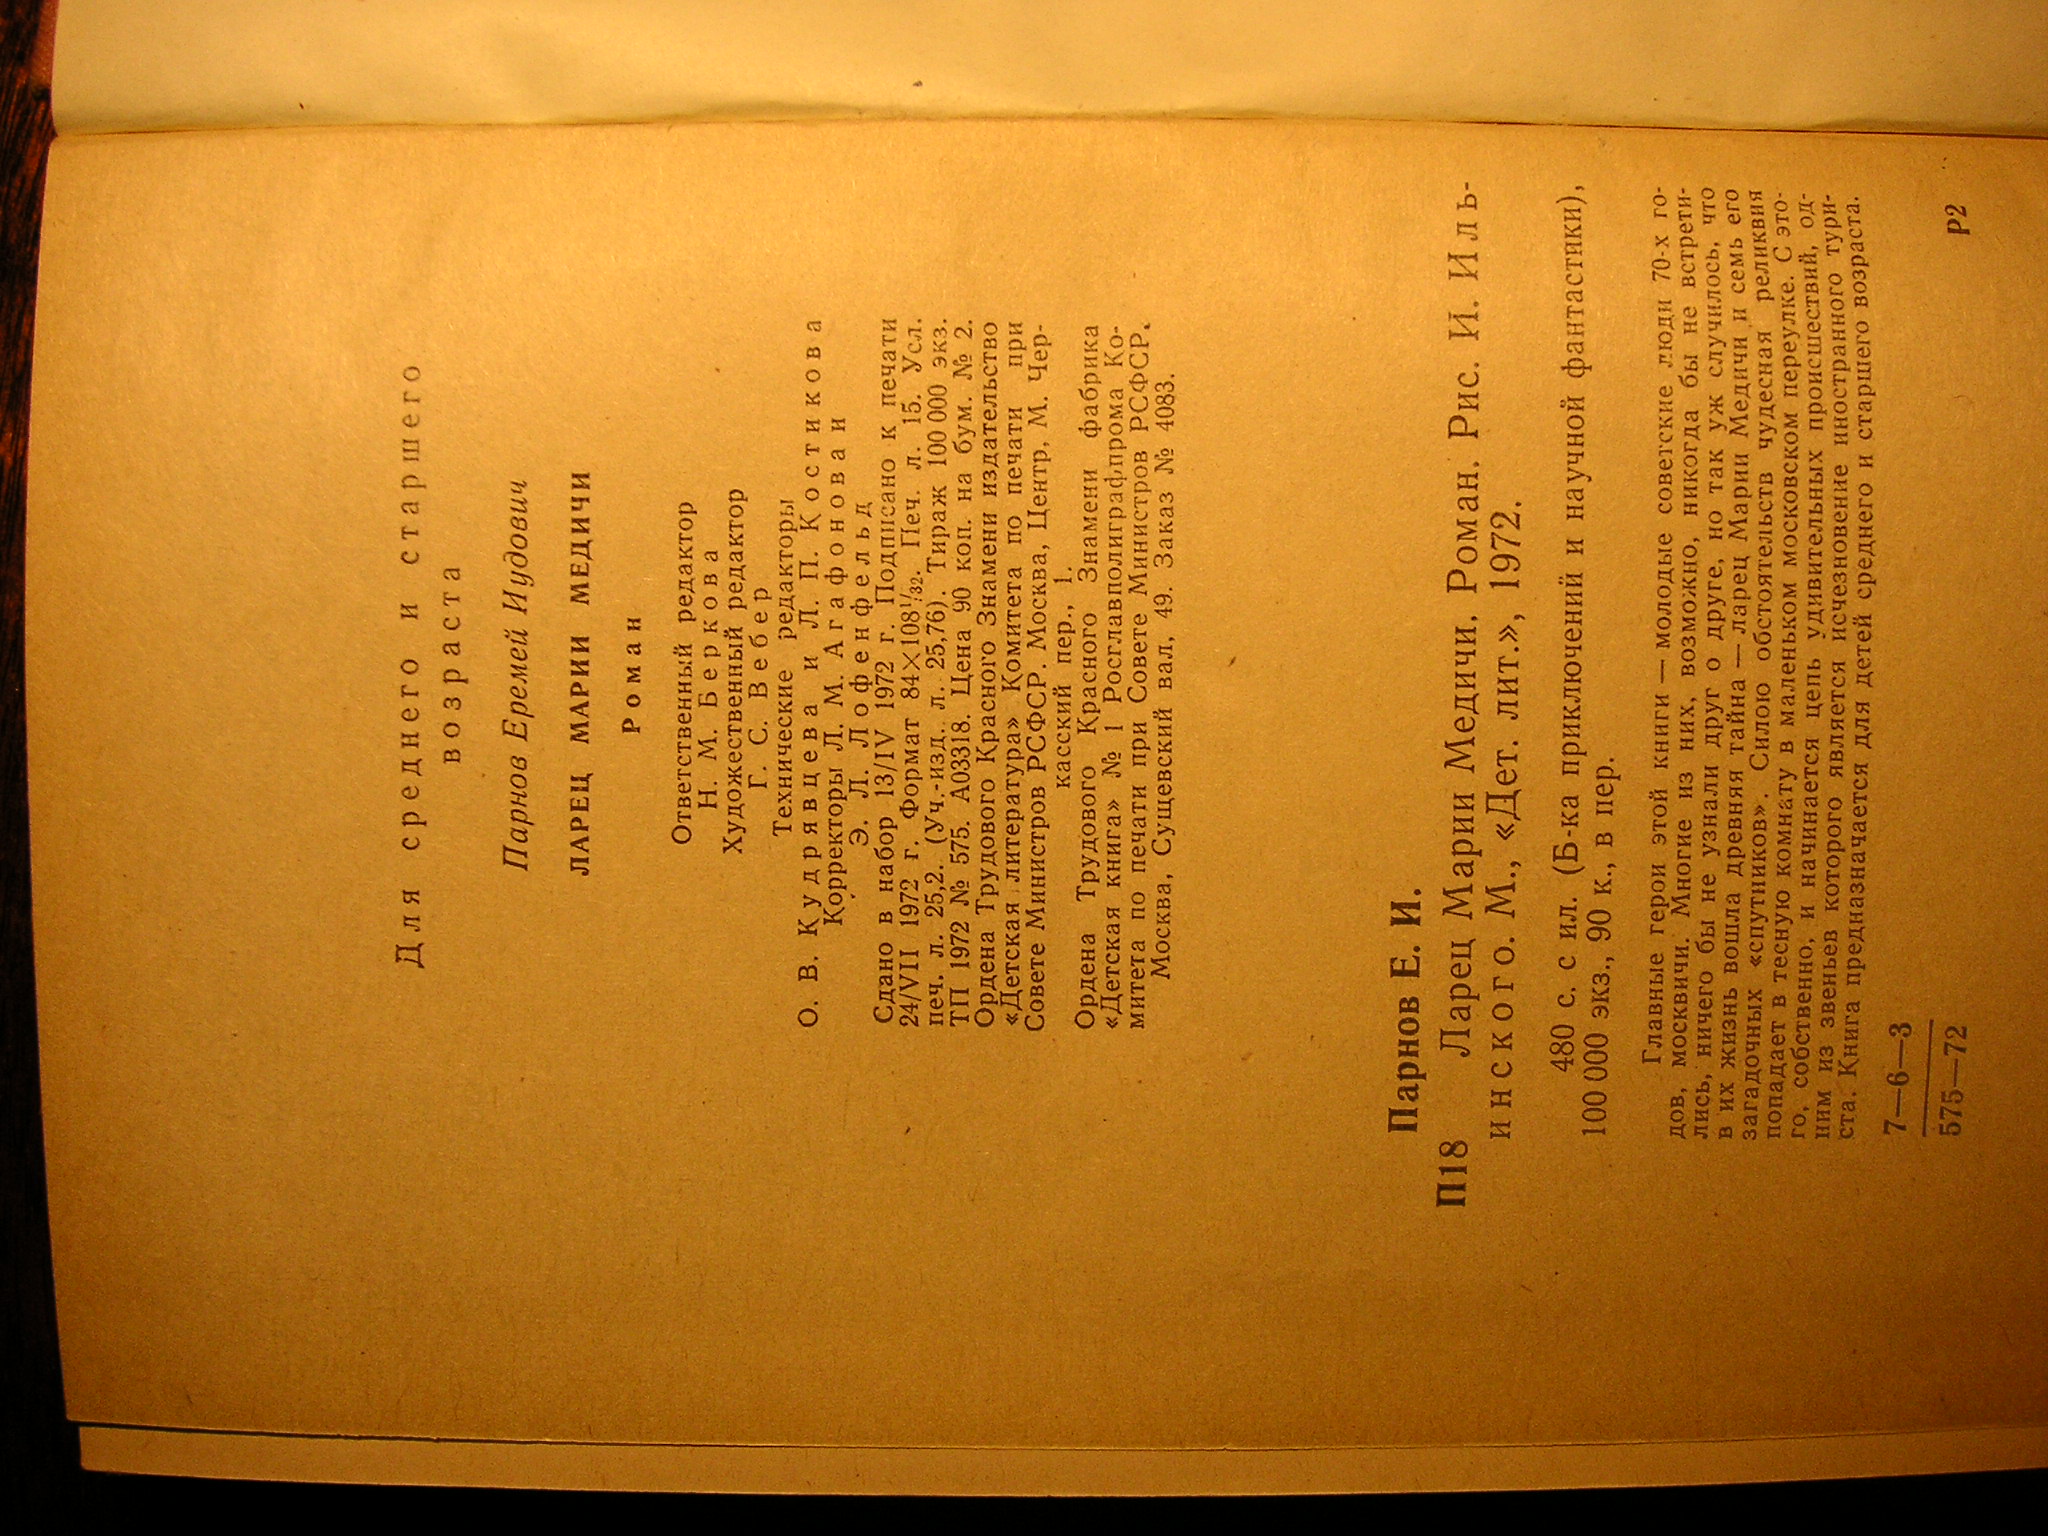 Для среднего и старшего
возраста
Парнов Еремей Иудович
ЛАРЕЦ МАРИИ МЕДИЧИ
Роман
Ответственный редактор
Н. М. Беркова
Художественный редактор
Г. С. Вебер
Технические редакторы
О. В. Кудрявцева и Л. П. Костикова
Корректоры Л. М. Агафонова и
Э. Л. Лофенфельд
Сдано в набор 13/IV 1972 г. Подписано к печати
24/VII 1972 г. Формат 84×108¹/₃₂. Печ. л. 15. Усл.
печ. л. 25,2. (Уч.-изд. л. 25,76). Тираж 100 000 экз.
ТП 1972 № 575. А03318. Цена 90 коп. на бум. № 2.
Ордена Трудового Красного Знамени издательство
«Детская литература» Комитета по печати при
Совете Министров РСФСР. Москва, Центр, М. Чер-
касский пер., 1.
Ордена Трудового Красного Знамени фабрика
«Детская книга» № 1 Росглавполиграфпрома Ко-
митета по печати при Совете Министров РСФСР.
Москва, Сущевский вал, 49. Заказ № 4083.
Парнов Е. И.
П18 Ларец Марии Медичи. Роман. Рис. И. Иль-
инского. М., «Дет. лит.», 1972.
480 с. с ил. (Б-ка приключений и научной фантастики),
100 000 экз., 90 к., в пер.
Главные герои этой книги — молодые советские люди 70-х го-
дов, москвичи. Многие из них, возможно, никогда бы не встрети-
лись, ничего бы не узнали друг о друге, но так уж случилось, что
в их жизнь вошла древняя тайна — ларец Марии Медичи и семь его
загадочных «спутников». Силою обстоятельств чудесная реликвия
попадает в тесную комнату в маленьком московском переулке. С это-
го, собственно, и начинается цепь удивительных происшествий, од-
ним из звеньев которого является исчезновение иностранного тури-
ста. Книга предназначается для детей среднего и старшего возраста.
7—6—3
575—72
Р2